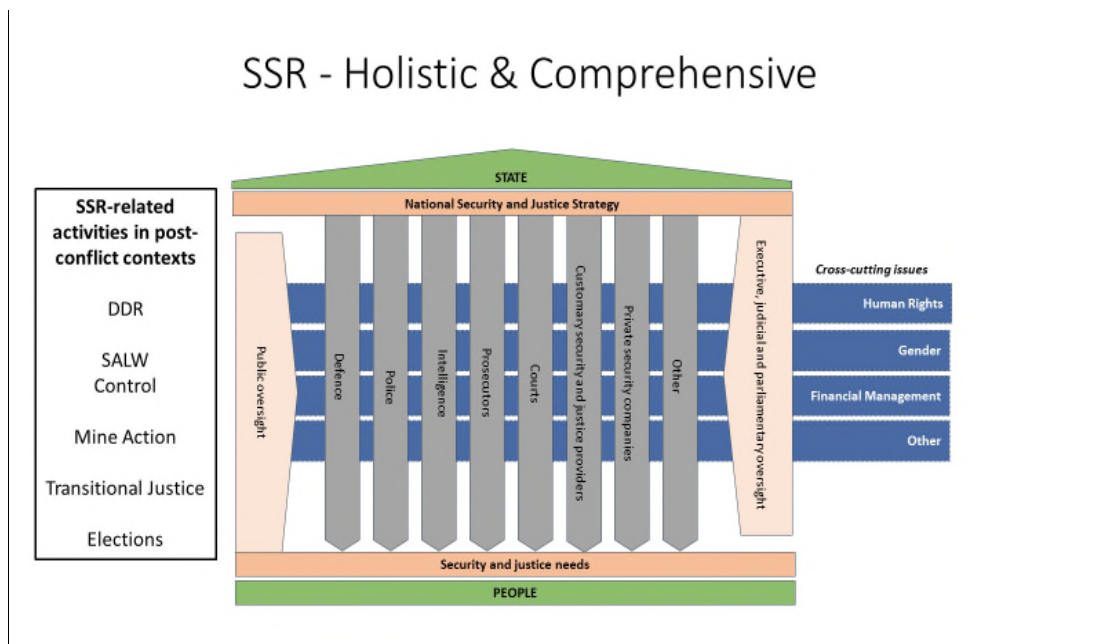 SSR - Holistic & Comprehensive
STATE
National Security and Justice Strategy
SSR-related
activities in post-
conflict contexts
DDR
SALW
Control
Mine Action
Transitional Justice
Elections
Public oversight
Defence
Police
Intelligence
Prosecutors
Courts
Customary security and justice providers
Private security companies
Other
Executive, judicial and parliamentary oversight
Cross-cutting issues
Human Rights
Gender
Financial Management
Other
Security and justice needs
PEOPLE